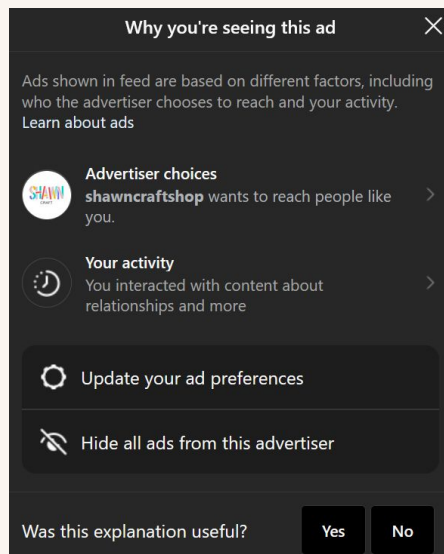 Why you're seeing this ad
Ads shown in feed are based on different factors, including
who the advertiser chooses to reach and your activity.
Learn about ads
SHAWN
CRAFT
Advertiser choices
shawncraftshop wants to reach people like
you.
Your activity
You interacted with content about
relationships and more
Update your ad preferences
Hide all ads from this advertiser
Was this explanation useful?
Yes
No